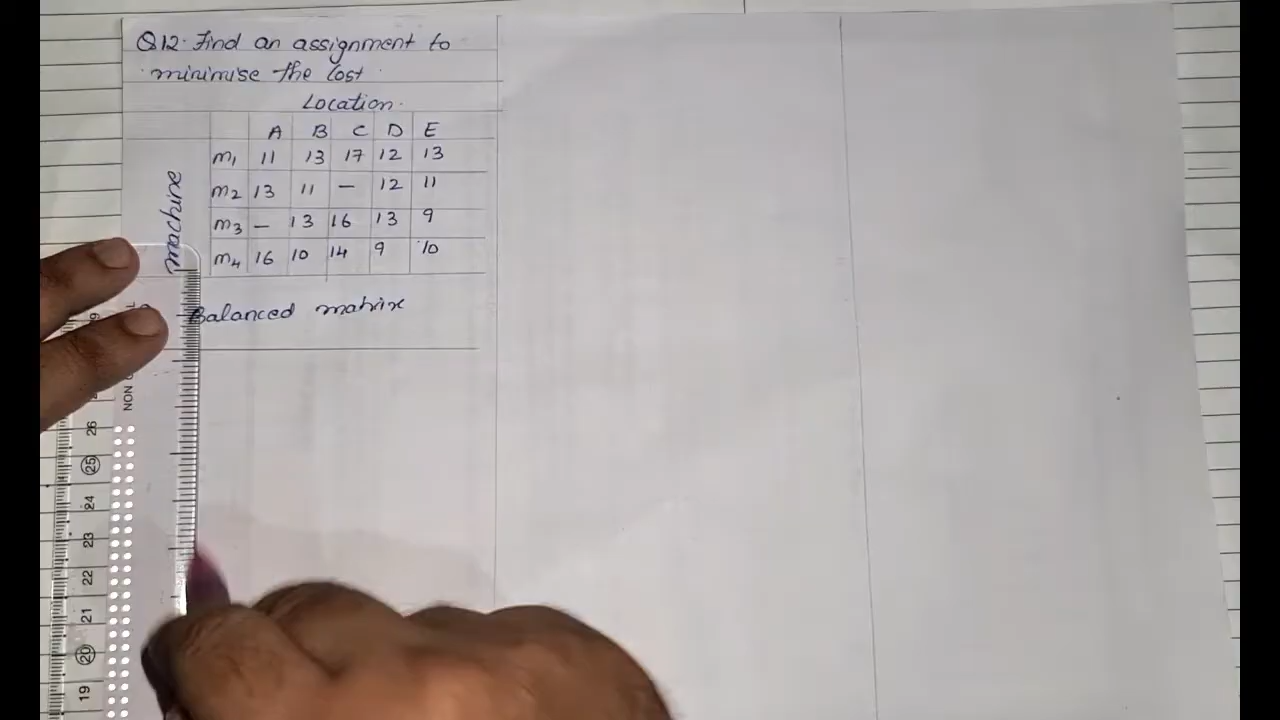 Q12. Find an assignment to
minimise the cost.
Location.
A B C D E
machine
m1 11 13 17 12 13
m2 13 11 — 12 11
m3 — 13 16 13 9
m4 16 10 14 9 10
Balanced matrix
NON
26
25
24
23
22
21
20
19